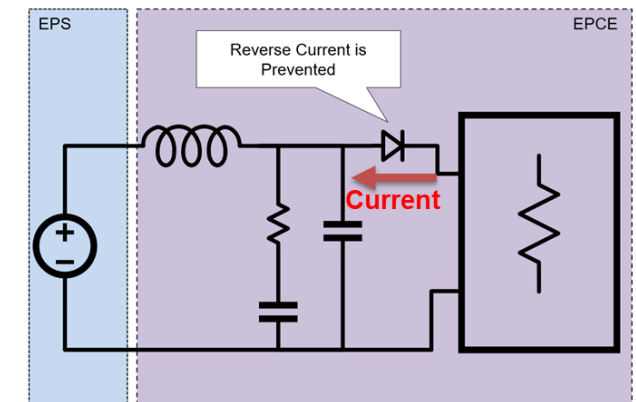 EPS
EPCE
Reverse Current is
Prevented
Current
+
−